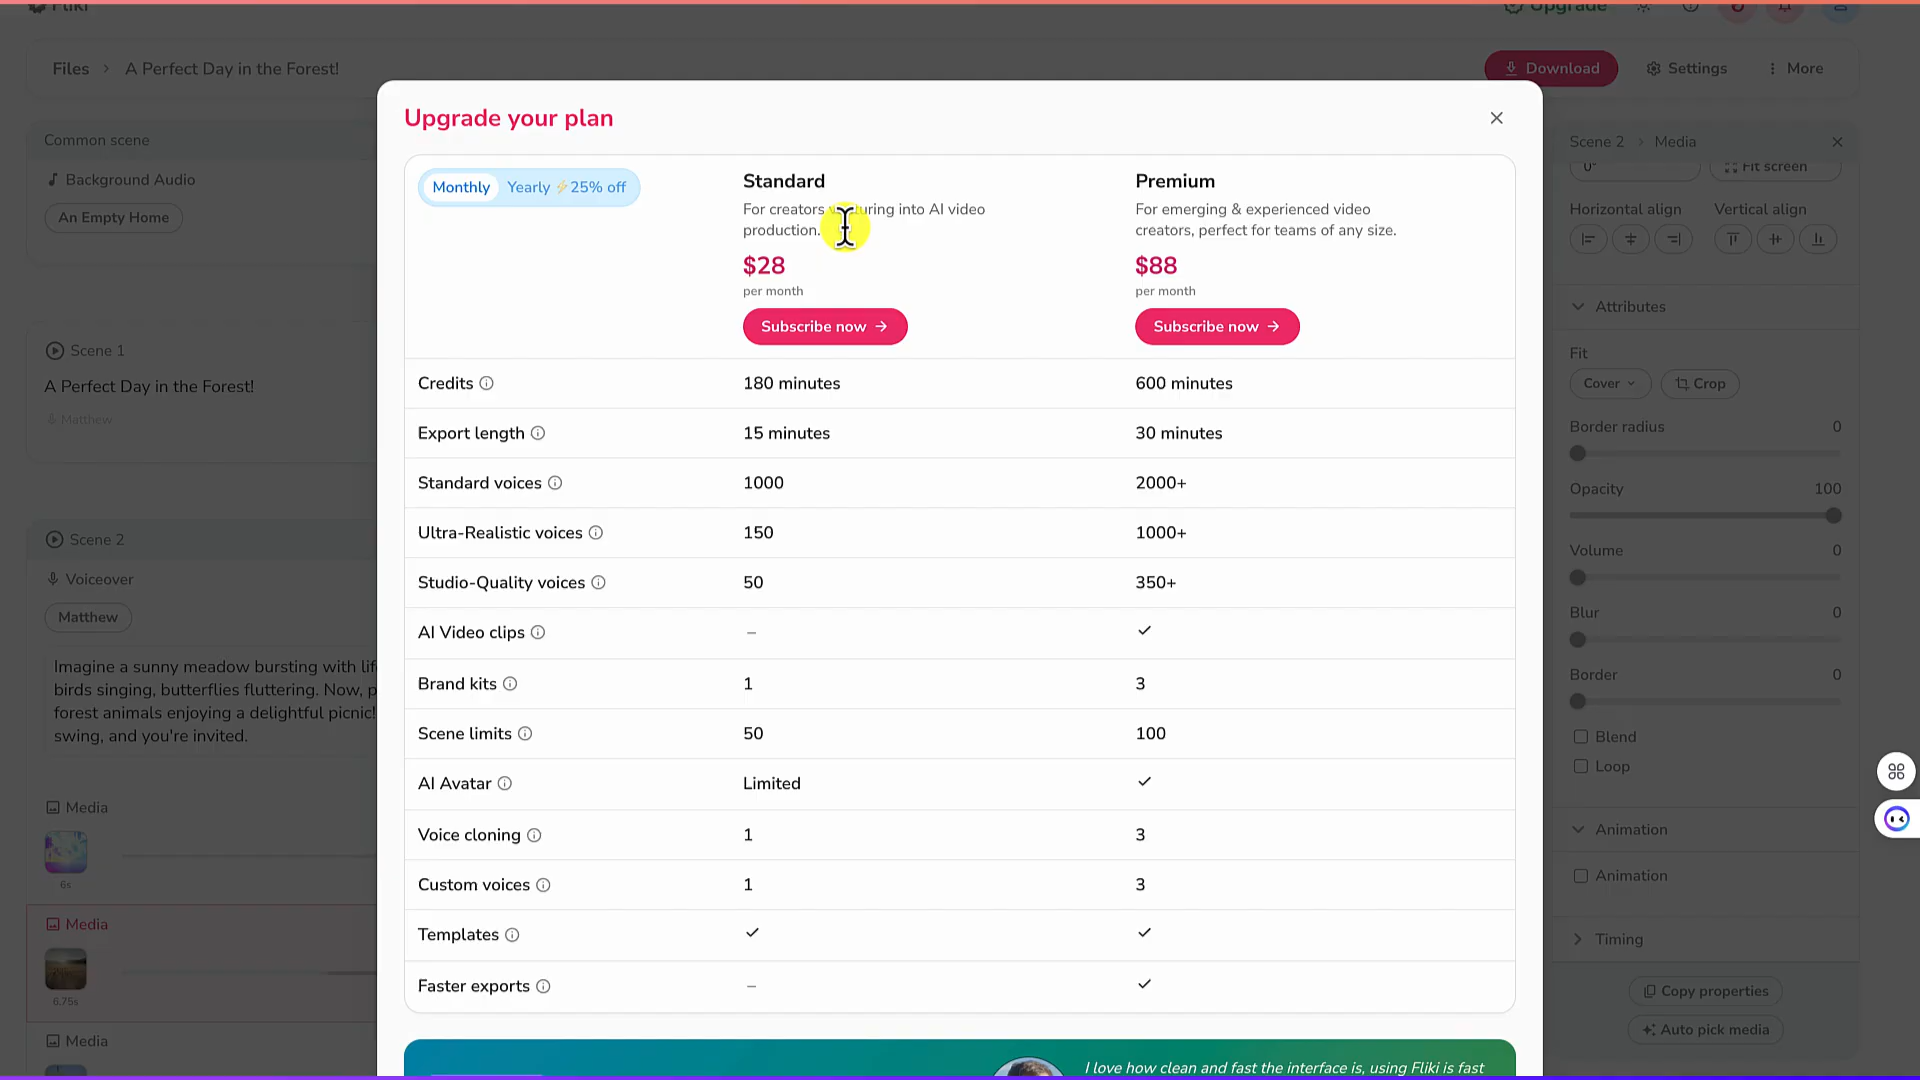 Fliki
Upgrade
Files > A Perfect Day in the Forest!
Download
Settings
More
Common scene
Background Audio
An Empty Home
Scene 1
A Perfect Day in the Forest!
Matthew
Scene 2
Voiceover
Matthew
Imagine a sunny meadow bursting with
birds singing, butterflies fluttering. Now,
forest animals enjoying a delightful picnic!
swing, and you're invited.
Media
6s
Media
6.75s
Media
Upgrade your plan
Monthly
Yearly ⚡25% off
Standard
For creators into AI video
production.
$28
per month
Subscribe now →
Premium
For emerging & experienced video
creators, perfect for teams of any size.
$88
per month
Subscribe now →
Credits 180 minutes 600 minutes
Export length 15 minutes 30 minutes
Standard voices 1000 2000+
Ultra-Realistic voices 150 1000+
Studio-Quality voices 50 350+
AI Video clips – ✓
Brand kits 1 3
Scene limits 50 100
AI Avatar Limited ✓
Voice cloning 1 3
Custom voices 1 3
Templates ✓ ✓
Faster exports – ✓
I love how clean and fast the interface is, using Fliki is fast
Scene 2 > Media
0°
Fit screen
Horizontal align
Vertical align
Attributes
Fit
Cover
Crop
Border radius 0
Opacity 100
Volume 0
Blur 0
Border 0
Blend
Loop
Animation
Animation
Timing
Copy properties
Auto pick media